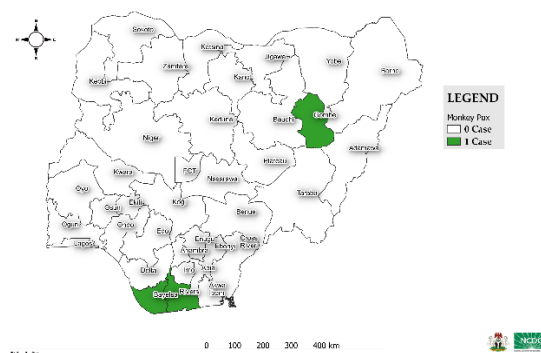 Sokoto
Katsina
Jigawa
Yobe
Borno
Zamfara
Kano
Kebbi
Kaduna
Bauchi
Gombe
Niger
Adamawa
Plateau
Kwara
FCT
Nasarawa
Taraba
Oyo
Kogi
Ekiti
Osun
Benue
Ogun
Ondo
Edo
Enugu
Cross
River
Lagos
Anambra
Ebonyi
Delta
Imo
Abia
Bayelsa
Rivers
Akwa
LEGEND
Monkey Pox
0 Case
1 Case
0 100 200 300 400 km
NCDC